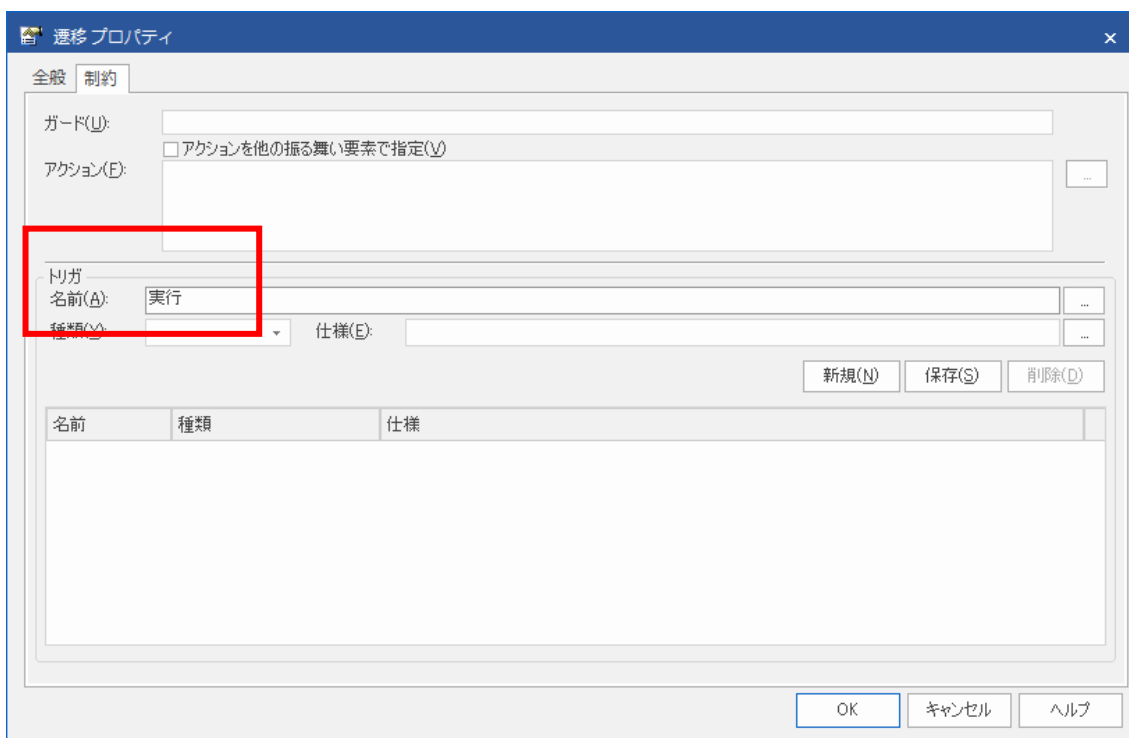 遷移 プロパティ
全般 制約
ガード(U):
アクションを他の振る舞い要素で指定(V)
アクション(F):
...
トリガ
名前(A): 実行 ...
種類(Y): 仕様(E): ...
新規(N) 保存(S) 削除(D)
名前 種類 仕様
OK キャンセル ヘルプ